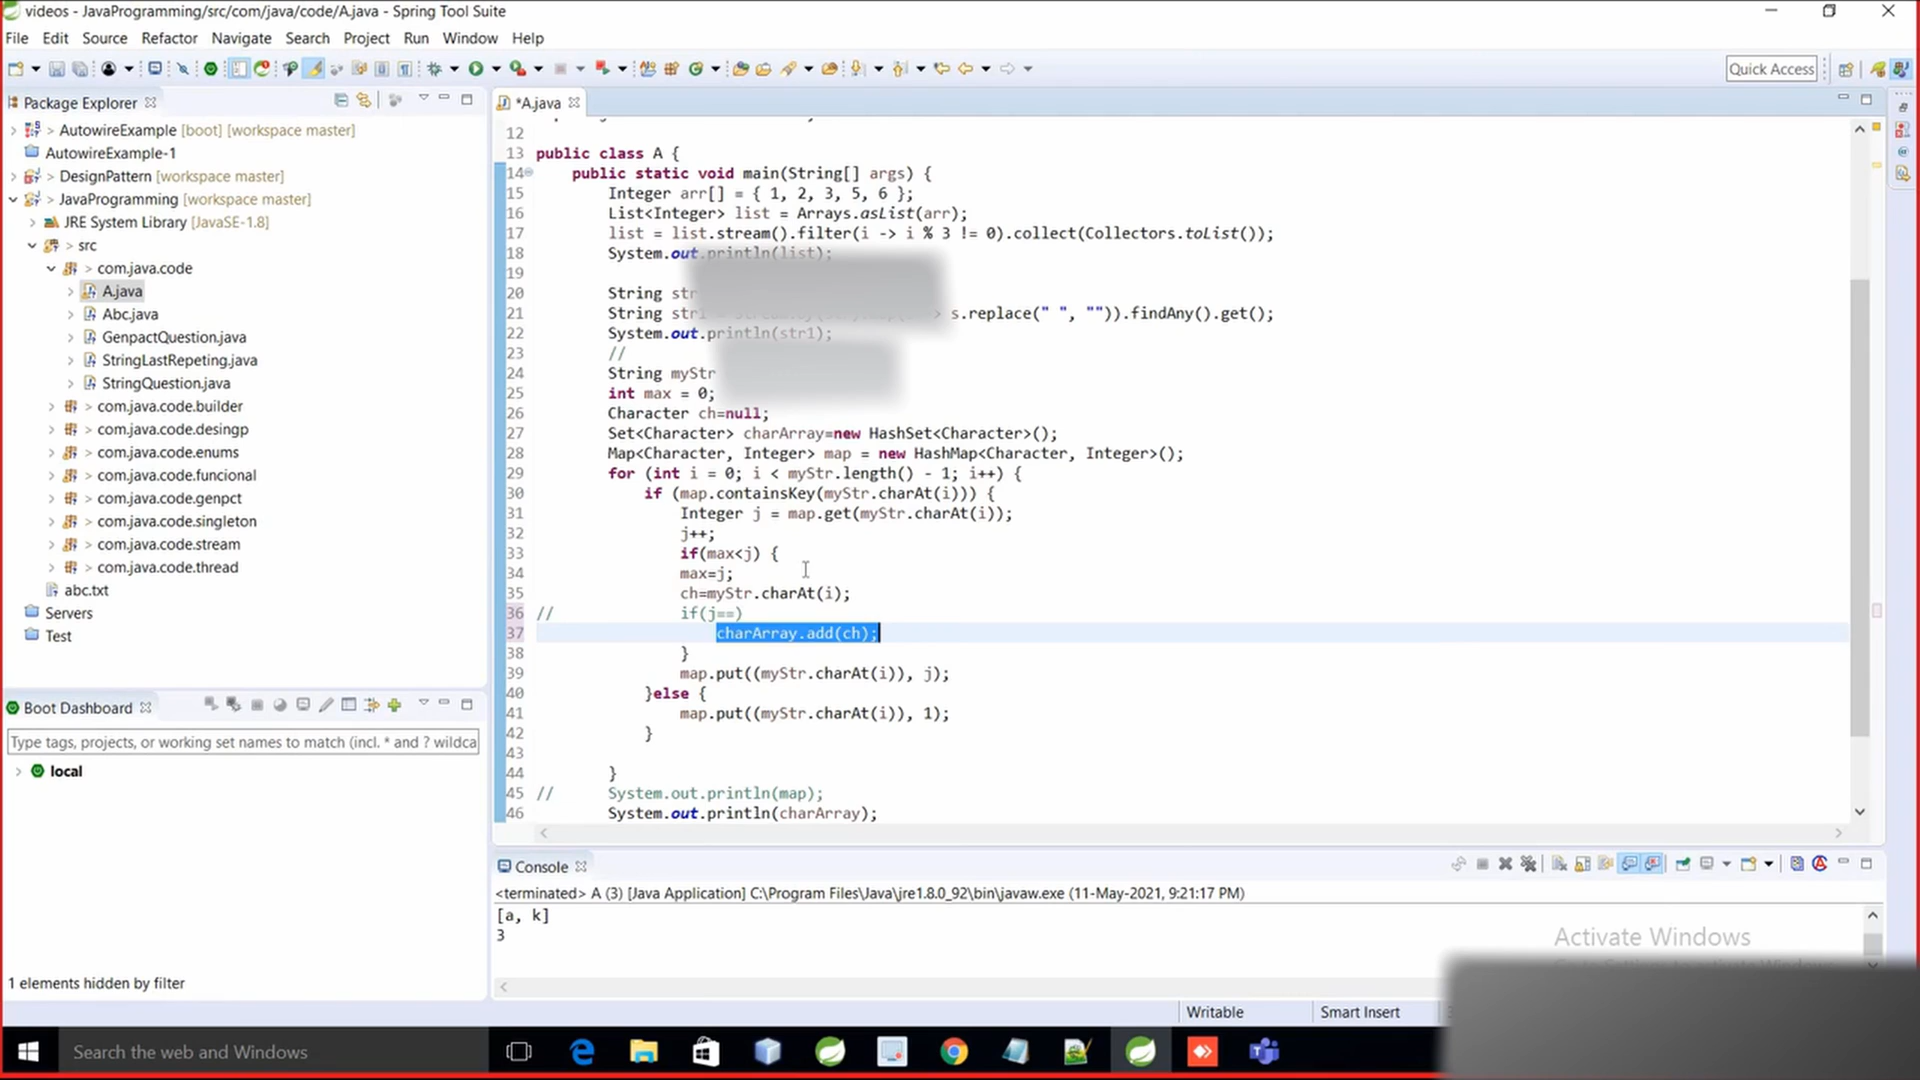 videos - JavaProgramming/src/com/java/code/A.java - Spring Tool Suite
File Edit Source Refactor Navigate Search Project Run Window Help
Quick Access
Package Explorer
> AutowireExample [boot] [workspace master]
AutowireExample-1
> DesignPattern [workspace master]
> JavaProgramming [workspace master]
JRE System Library [JavaSE-1.8]
> src
> com.java.code
A.java
Abc.java
GenpactQuestion.java
StringLastRepeting.java
StringQuestion.java
> com.java.code.builder
> com.java.code.desingp
> com.java.code.enums
> com.java.code.funcional
> com.java.code.genpct
> com.java.code.singleton
> com.java.code.stream
> com.java.code.thread
abc.txt
Servers
Test
Boot Dashboard
Type tags, projects, or working set names to match (incl. * and ? wildca
local
1 elements hidden by filter
*A.java
12
13 public class A {
14 public static void main(String[] args) {
15 Integer arr[] = { 1, 2, 3, 5, 6 };
16 List<Integer> list = Arrays.asList(arr);
17 list = list.stream().filter(i -> i % 3 != 0).collect(Collectors.toList());
18 System.out.println(list);
19
20 String str
21 String str1 s.replace(" ", "")).findAny().get();
22 System.out.println(str1);
23 //
24 String myStr
25 int max = 0;
26 Character ch=null;
27 Set<Character> charArray=new HashSet<Character>();
28 Map<Character, Integer> map = new HashMap<Character, Integer>();
29 for (int i = 0; i < myStr.length() - 1; i++) {
30 if (map.containsKey(myStr.charAt(i))) {
31 Integer j = map.get(myStr.charAt(i));
32 j++;
33 if(max<j) {
34 max=j;
35 ch=myStr.charAt(i);
36 // if(j==)
37 charArray.add(ch);
38 }
39 map.put((myStr.charAt(i)), j);
40 }else {
41 map.put((myStr.charAt(i)), 1);
42 }
43
44 }
45 // System.out.println(map);
46 System.out.println(charArray);
Console
<terminated> A (3) [Java Application] C:\Program Files\Java\jre1.8.0_92\bin\javaw.exe (11-May-2021, 9:21:17 PM)
[a, k]
3
Activate Windows
Writable Smart Insert
Search the web and Windows